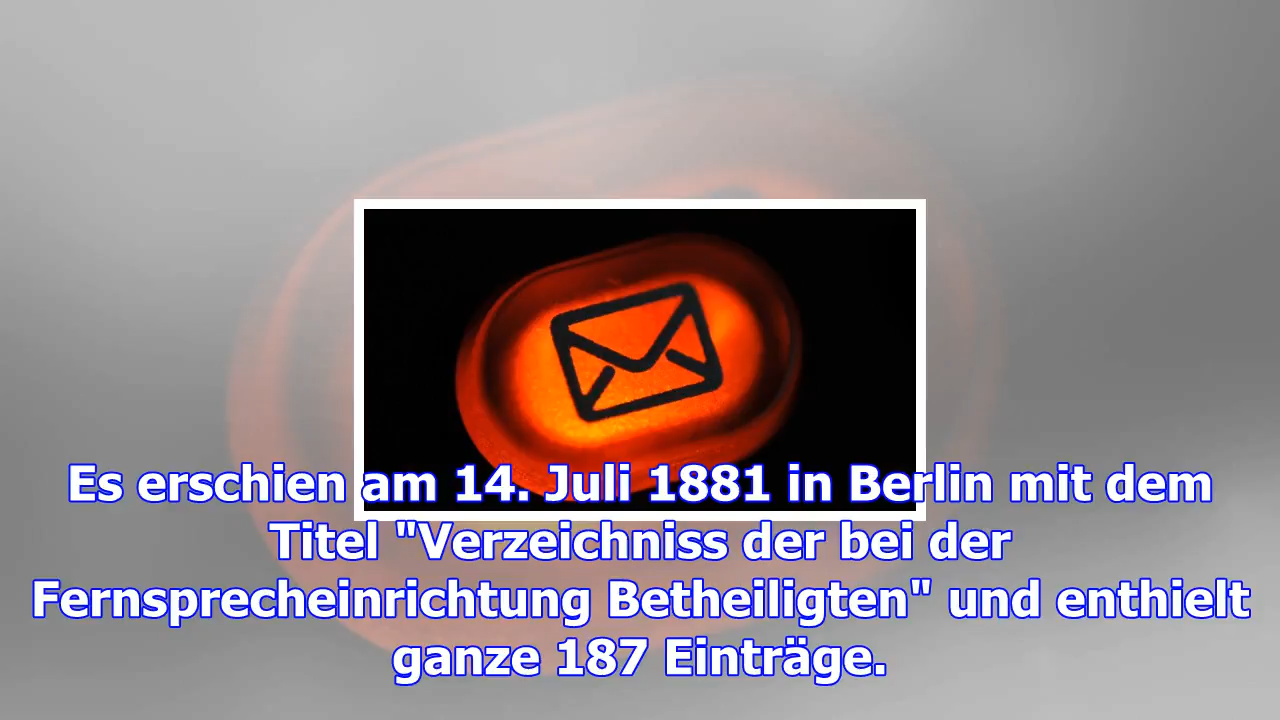 Es erschien am 14. Juli 1881 in Berlin mit dem
Titel "Verzeichniss der bei der
Fernsprecheinrichtung Betheiligten" und enthielt
ganze 187 Einträge.